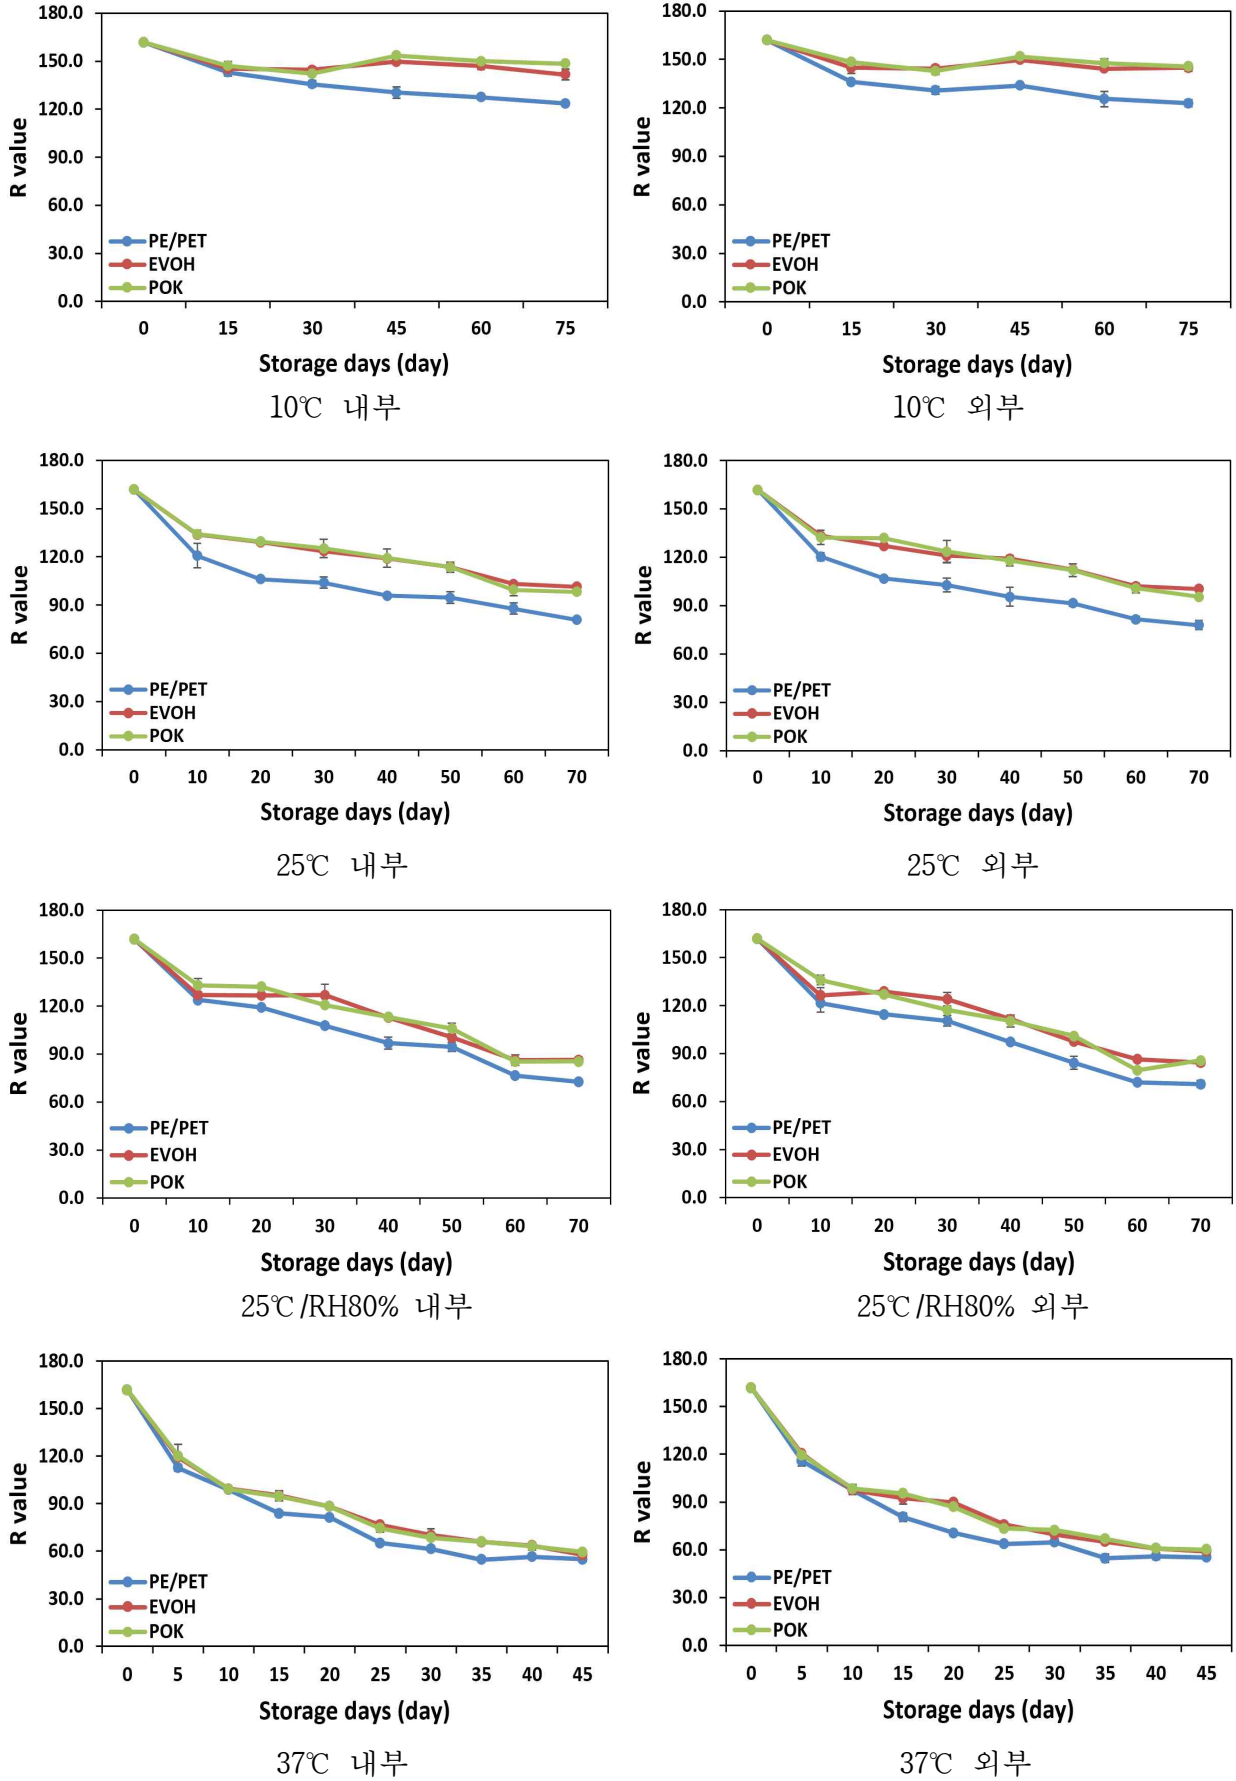 180.0
150.0
120.0
90.0
60.0
30.0
0.0
R value
PE/PET
EVOH
POK
0 15 30 45 60 75
Storage days (day)
10℃ 내부
180.0
150.0
120.0
90.0
60.0
30.0
0.0
R value
PE/PET
EVOH
POK
0 15 30 45 60 75
Storage days (day)
10℃ 외부
180.0
150.0
120.0
90.0
60.0
30.0
0.0
R value
PE/PET
EVOH
POK
0 10 20 30 40 50 60 70
Storage days (day)
25℃ 내부
180.0
150.0
120.0
90.0
60.0
30.0
0.0
R value
PE/PET
EVOH
POK
0 10 20 30 40 50 60 70
Storage days (day)
25℃ 외부
180.0
150.0
120.0
90.0
60.0
30.0
0.0
R value
PE/PET
EVOH
POK
0 10 20 30 40 50 60 70
Storage days (day)
25℃/RH80% 내부
180.0
150.0
120.0
90.0
60.0
30.0
0.0
R value
PE/PET
EVOH
POK
0 10 20 30 40 50 60 70
Storage days (day)
25℃/RH80% 외부
180.0
150.0
120.0
90.0
60.0
30.0
0.0
R value
PE/PET
EVOH
POK
0 5 10 15 20 25 30 35 40 45
Storage days (day)
37℃ 내부
180.0
150.0
120.0
90.0
60.0
30.0
0.0
R value
PE/PET
EVOH
POK
0 5 10 15 20 25 30 35 40 45
Storage days (day)
37℃ 외부